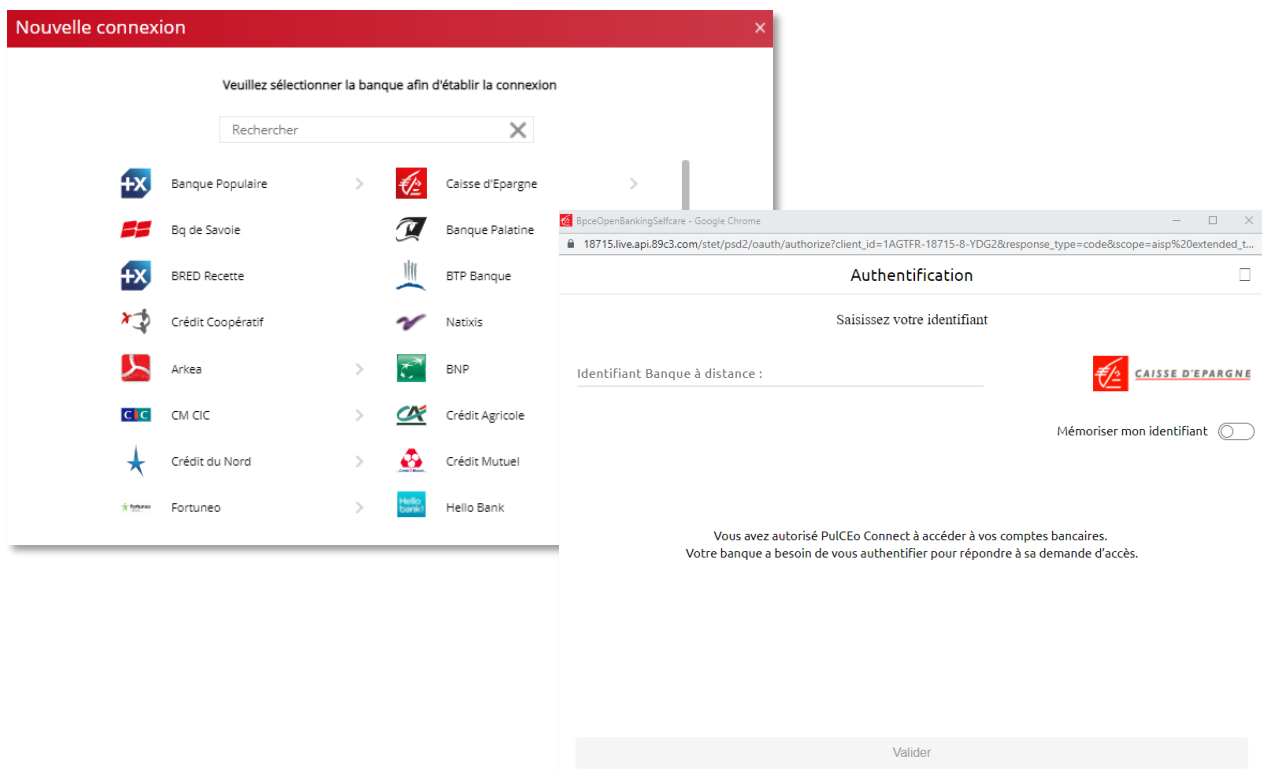 Nouvelle connexion
Veuillez sélectionner la banque afin d'établir la connexion
Rechercher
Banque Populaire
Caisse d'Epargne
Bq de Savoie
Banque Palatine
BRED Recette
BTP Banque
Crédit Coopératif
Natixis
Arkea
BNP
CIC
CM CIC
Crédit Agricole
Crédit du Nord
Crédit Mutuel
fortuneo
Fortuneo
Hello bank!
Hello Bank
BpceOpenBankingSelfcare - Google Chrome
18715.live.api.89c3.com/stet/psd2/oauth/authorize?client_id=1AGTFR-18715-8-YDG2&response_type=code&scope=aisp%20extended_t...
Authentification
Saisissez votre identifiant
Identifiant Banque à distance :
CAISSE D'EPARGNE
Mémoriser mon identifiant
Vous avez autorisé PulCEo Connect à accéder à vos comptes bancaires.
Votre banque a besoin de vous authentifier pour répondre à sa demande d'accès.
Valider